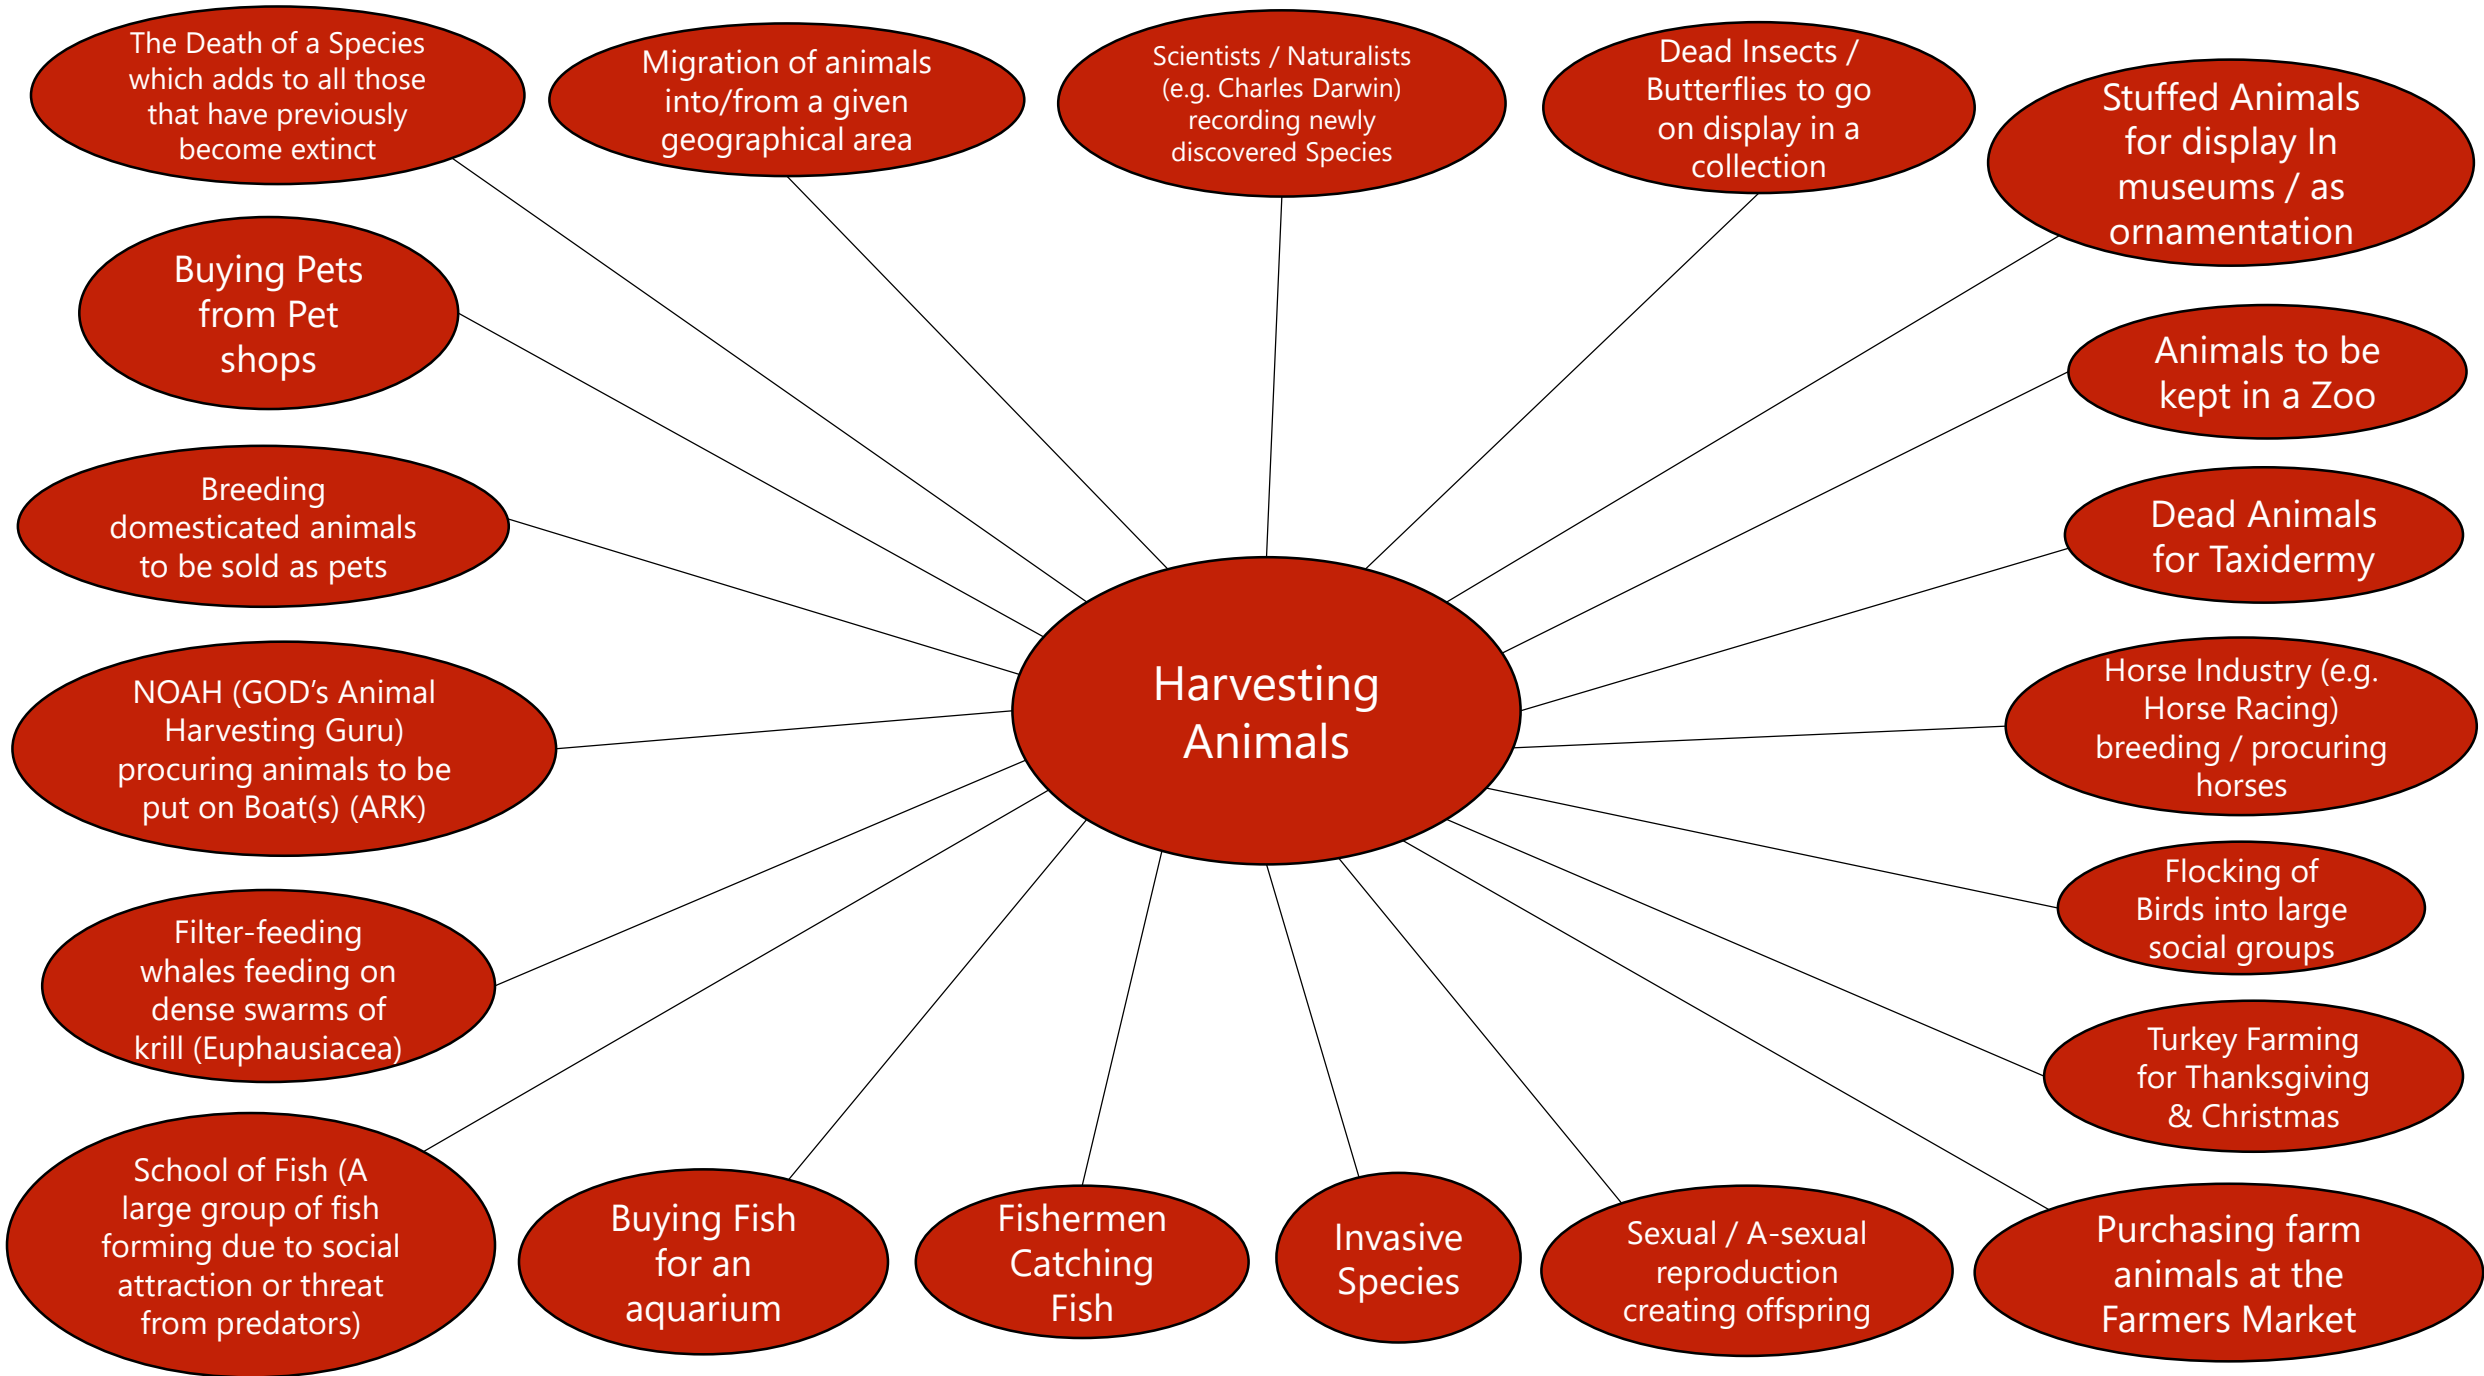 The Death of a Species
which adds to all those
that have previously
become extinct
Migration of animals
into/from a given
geographical area
Scientists / Naturalists
(e.g. Charles Darwin)
recording newly
discovered Species
Dead Insects /
Butterflies to go
on display in a
collection
Stuffed Animals
for display In
museums / as
ornamentation
Buying Pets
from Pet
shops
Animals to be
kept in a Zoo
Breeding
domesticated animals
to be sold as pets
Dead Animals
for Taxidermy
NOAH (GOD’s Animal
Harvesting Guru)
procuring animals to be
put on Boat(s) (ARK)
Harvesting
Animals
Horse Industry (e.g.
Horse Racing)
breeding / procuring
horses
Filter-feeding
whales feeding on
dense swarms of
krill (Euphausiacea)
Flocking of
Birds into large
social groups
Turkey Farming
for Thanksgiving
& Christmas
School of Fish (A
large group of fish
forming due to social
attraction or threat
from predators)
Buying Fish
for an
aquarium
Fishermen
Catching
Fish
Invasive
Species
Sexual / A-sexual
reproduction
creating offspring
Purchasing farm
animals at the
Farmers Market